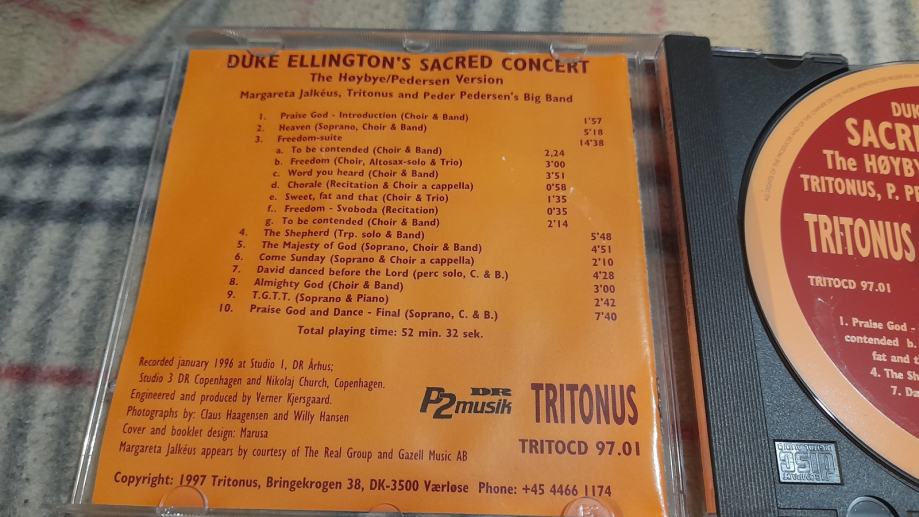 DUKE ELLINGTON'S SACRED CONCERT
The Høybye/Pedersen Version
Margareta Jalkéus, Tritonus and Peder Pedersen's Big Band
1. Praise God - Introduction (Choir & Band) 1'57
2. Heaven (Soprano, Choir & Band) 5'18
3. Freedom-suite 14'38
a. To be contended (Choir & Band) 2,24
b. Freedom (Choir, Altosax-solo & Trio) 3'00
c. Word you heard (Choir & Band) 3'51
d. Chorale (Recitation & Choir a cappella) 0'58
e. Sweet, fat and that (Choir & Trio) 1'35
f.. Freedom - Svoboda (Recitation) 0'35
g. To be contended (Choir & Band) 2'14
4. The Shepherd (Trp. solo & Band) 5'48
5. The Majesty of God (Soprano, Choir & Band) 4'51
6. Come Sunday (Soprano & Choir a cappella) 2'10
7. David danced before the Lord (perc solo, C. & B.) 4'28
8. Almighty God (Choir & Band) 3'00
9. T.G.T.T. (Soprano & Piano) 2'42
10. Praise God and Dance - Final (Soprano, C. & B.) 7'40
Total playing time: 52 min. 32 sek.
Recorded january 1996 at Studio 1, DR Århus;
Studio 3 DR Copenhagen and Nikolaj Church, Copenhagen.
Engineered and produced by Verner Kjersgaard.
Photographs by: Claus Haagensen and Willy Hansen
Cover and booklet design: Marusa
Margareta Jalkéus appears by courtesy of The Real Group and Gazell Music AB
DR
P2musik
TRITONUS
TRITOCD 97.01
Copyright: 1997 Tritonus, Bringekrogen 38, DK-3500 Værløse Phone: +45 4466 1174
The HØYBY
TRITONUS, P.
TRITONUS
TRITOCD 97.01
1. Praise God -
contended b.
fat and
4. The
7.